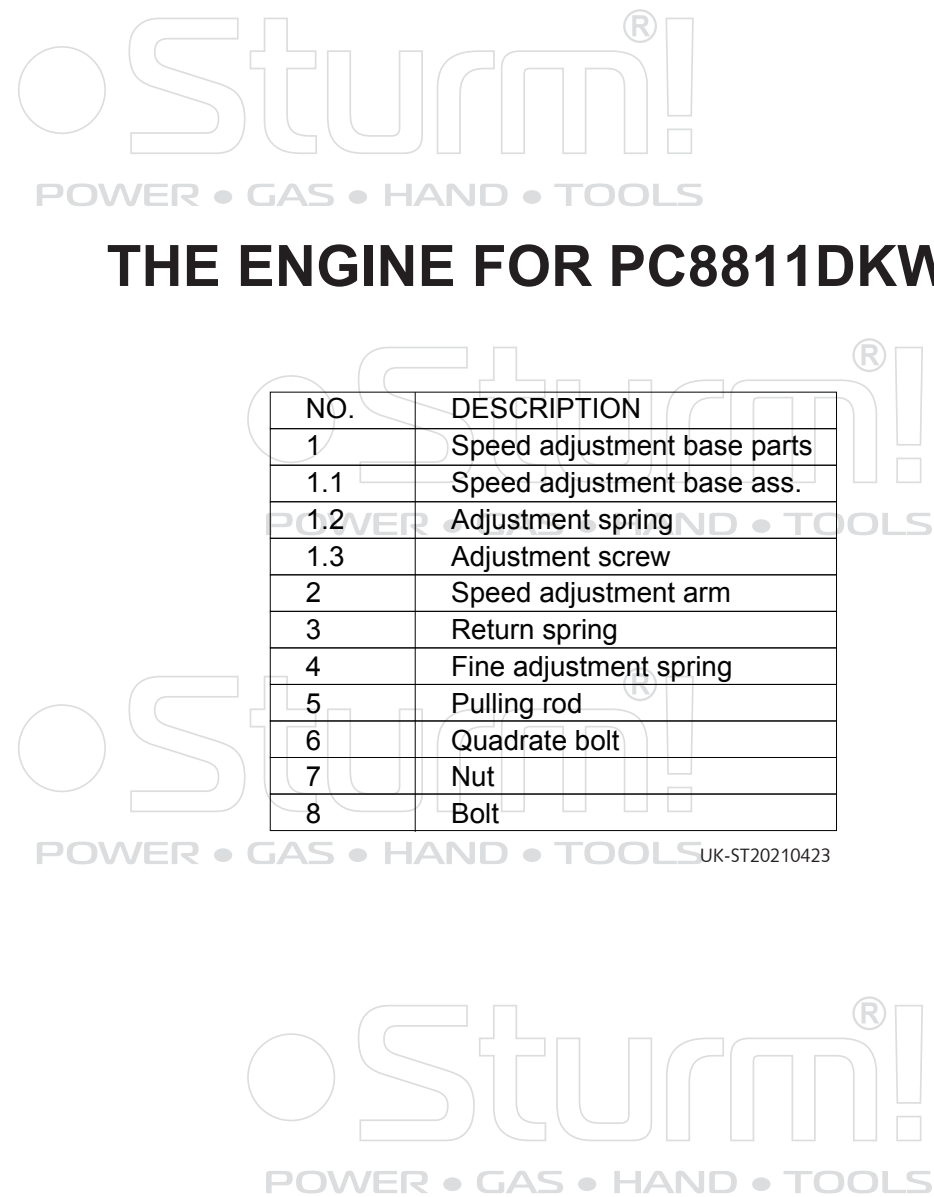 Sturm!®
POWER ● GAS ● HAND ● TOOLS
THE ENGINE FOR PC8811DKW
Sturm!®
NO. DESCRIPTION
1 Speed adjustment base parts
1.1 Speed adjustment base ass.
POWER ● GAS ● HAND ● TOOLS
1.2 Adjustment spring
1.3 Adjustment screw
2 Speed adjustment arm
3 Return spring
4 Fine adjustment spring
Sturm!®
5 Pulling rod
6 Quadrate bolt
7 Nut
8 Bolt
POWER ● GAS ● HAND ● TOOLS
UK-ST20210423
Sturm!®
POWER ● GAS ● HAND ● TOOLS